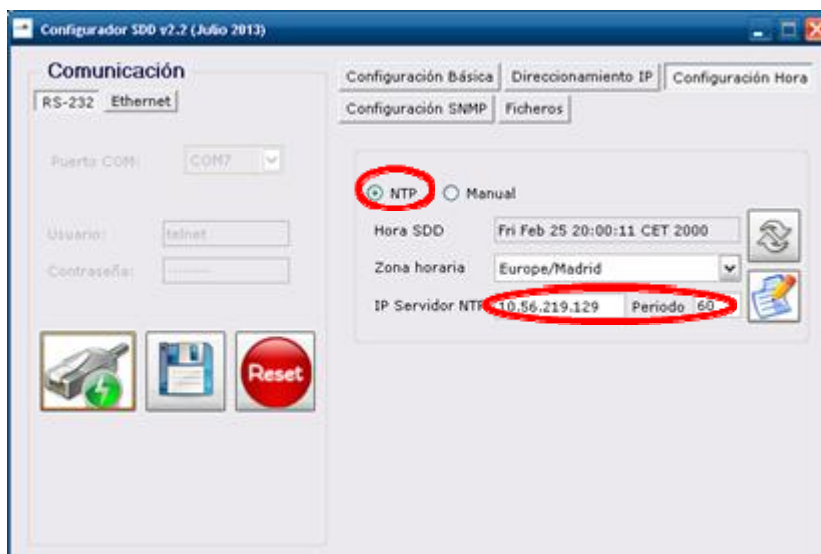 Configurador SDD v2.2 (Julio 2013)
Comunicación
RS-232 Ethernet
Puerto COM: COM7
Usuario: telnet
Contraseña:
Reset
Configuración Básica Direccionamiento IP Configuración Hora
Configuración SNMP Ficheros
NTP Manual
Hora SDD Fri Feb 25 20:00:11 CET 2000
Zona horaria Europe/Madrid
IP Servidor NTP 10.56.219.129 Periodo 60